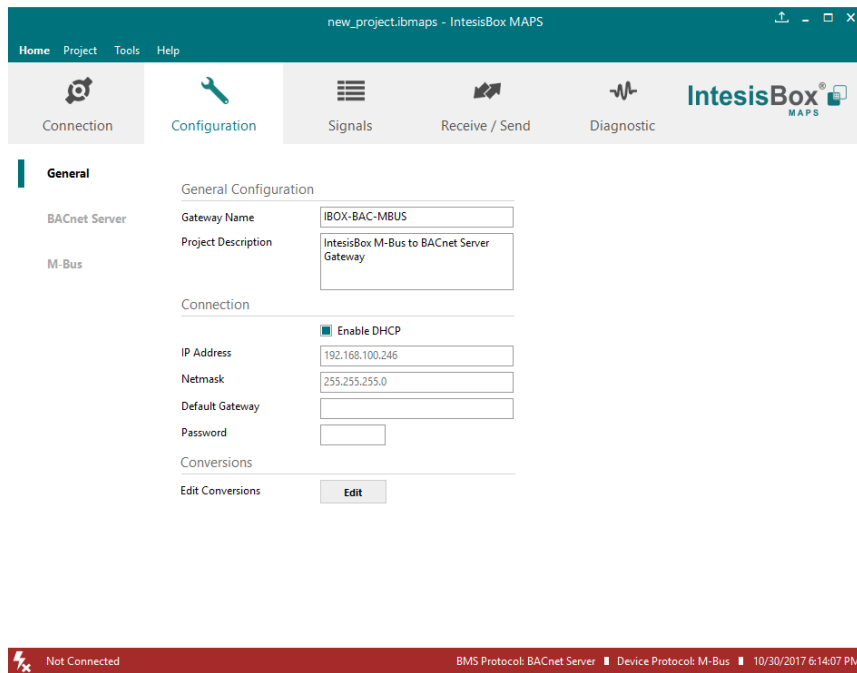 new_project.ibmaps - IntesisBox MAPS
Home Project Tools Help
Connection Configuration Signals Receive / Send Diagnostic
IntesisBox®
MAPS
General
BACnet Server
M-Bus
General Configuration
Gateway Name IBOX-BAC-MBUS
Project Description IntesisBox M-Bus to BACnet Server
Gateway
Connection
Enable DHCP
IP Address 192.168.100.246
Netmask 255.255.255.0
Default Gateway
Password
Conversions
Edit Conversions Edit
Not Connected BMS Protocol: BACnet Server Device Protocol: M-Bus 10/30/2017 6:14:07 PM